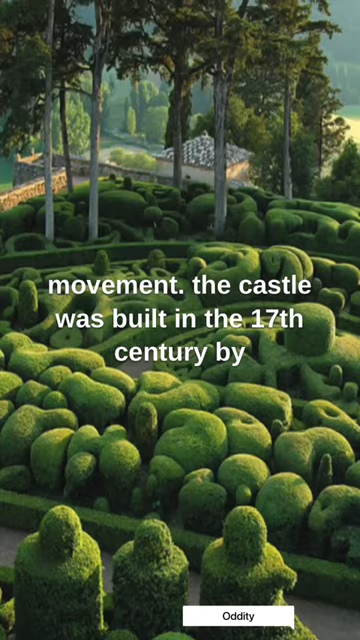 movement. the castle
was built in the 17th
century by
Oddity